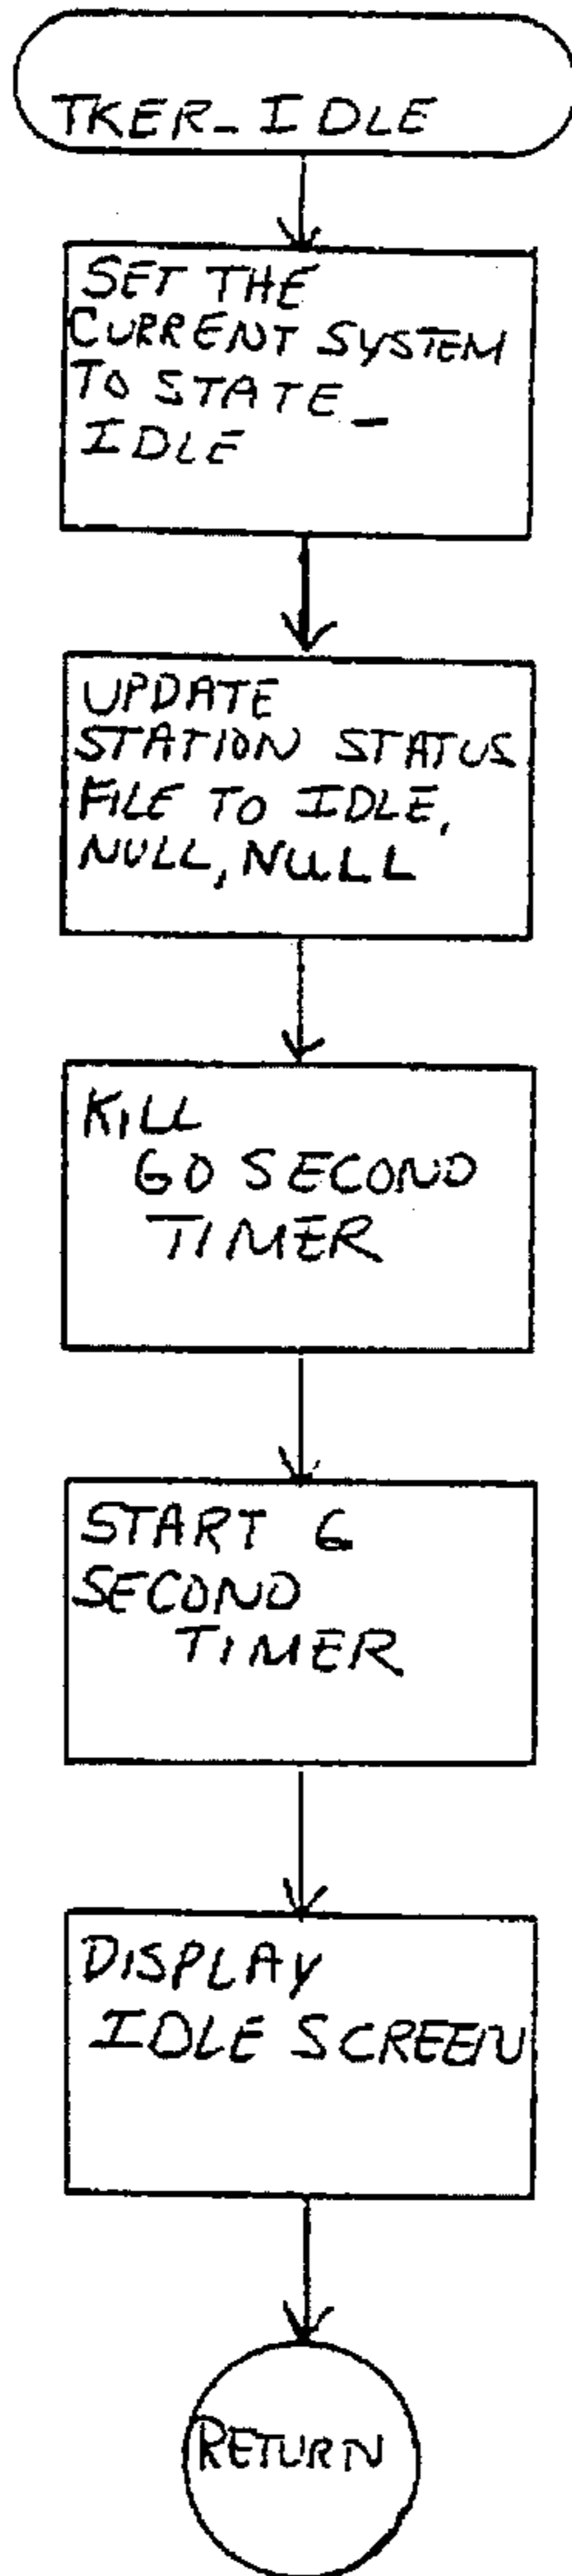 TKER_IDLE
SET THE
CURRENT SYSTEM
TO STATE_
IDLE
UPDATE
STATION STATUS
FILE TO IDLE,
NULL, NULL
KILL
60 SECOND
TIMER
START 6
SECOND
TIMER
DISPLAY
IDLE SCREEN
RETURN